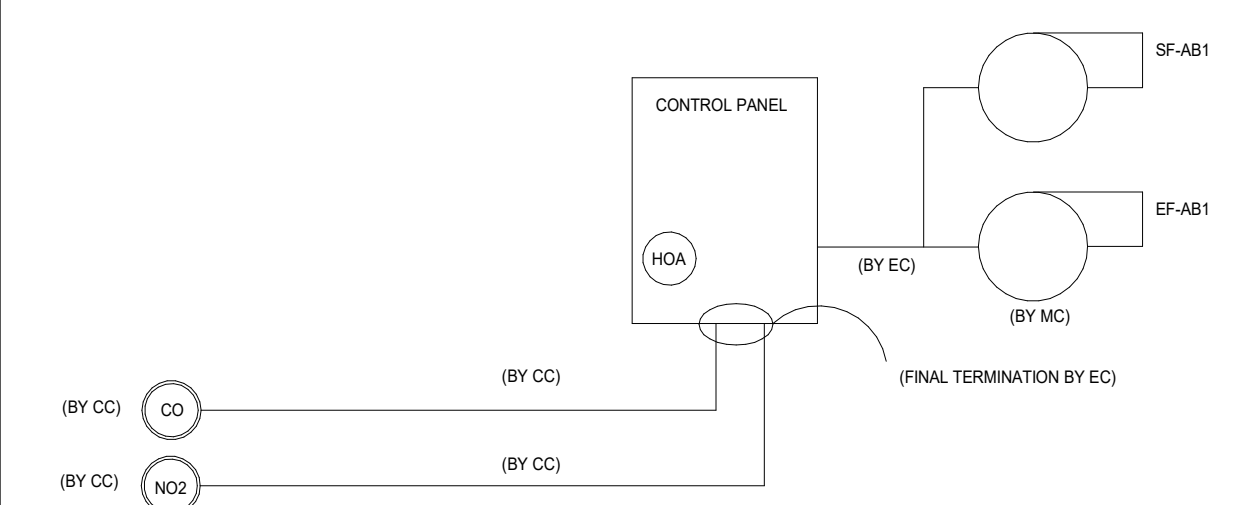 SF-AB1
CONTROL PANEL
EF-AB1
HOA
(BY EC)
(BY MC)
(BY CC)
(FINAL TERMINATION BY EC)
(BY CC)
CO
(BY CC)
(BY CC)
NO2